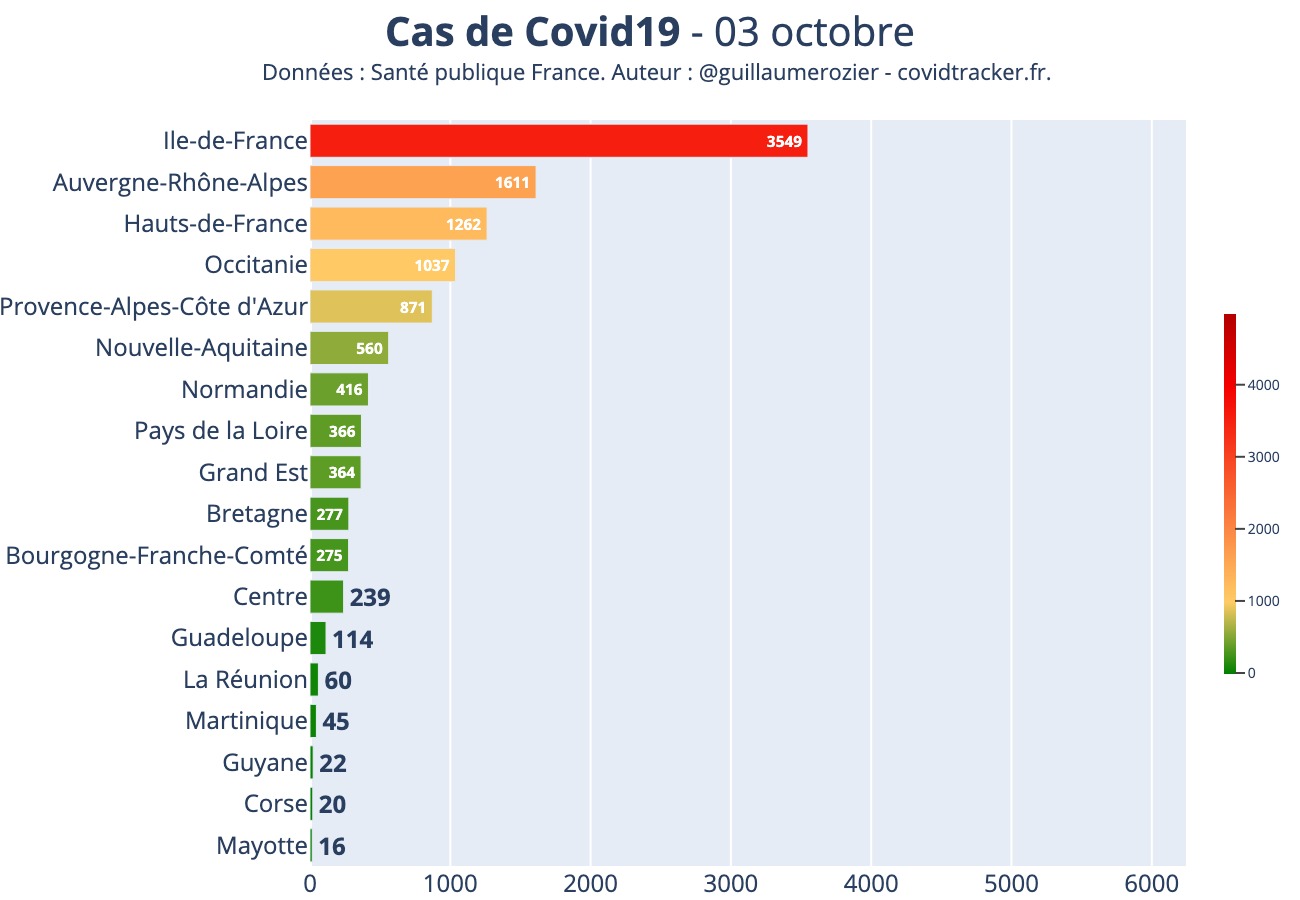 Cas de Covid19 - 03 octobre
Données : Santé publique France. Auteur : @guillaumerozier - covidtracker.fr.
Ile-de-France 3549
Auvergne-Rhône-Alpes 1611
Hauts-de-France 1262
Occitanie 1037
Provence-Alpes-Côte d'Azur 871
Nouvelle-Aquitaine 560
Normandie 416
Pays de la Loire 366
Grand Est 364
Bretagne 277
Bourgogne-Franche-Comté 275
Centre 239
Guadeloupe 114
La Réunion 60
Martinique 45
Guyane 22
Corse 20
Mayotte 16
0 1000 2000 3000 4000 5000 6000
4000
3000
2000
1000
0